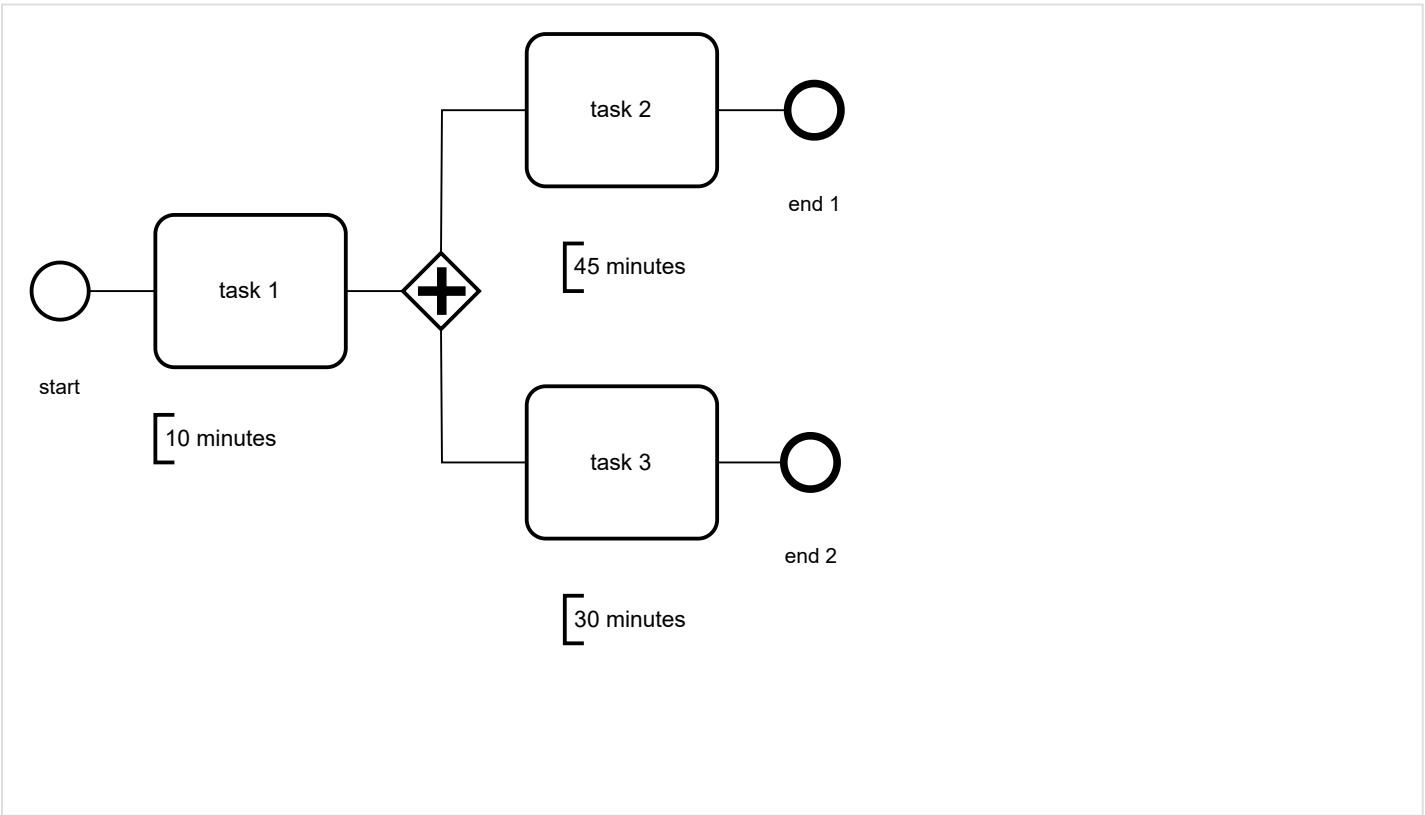 task 2
end 1
45 minutes
task 1
start
10 minutes
task 3
end 2
30 minutes